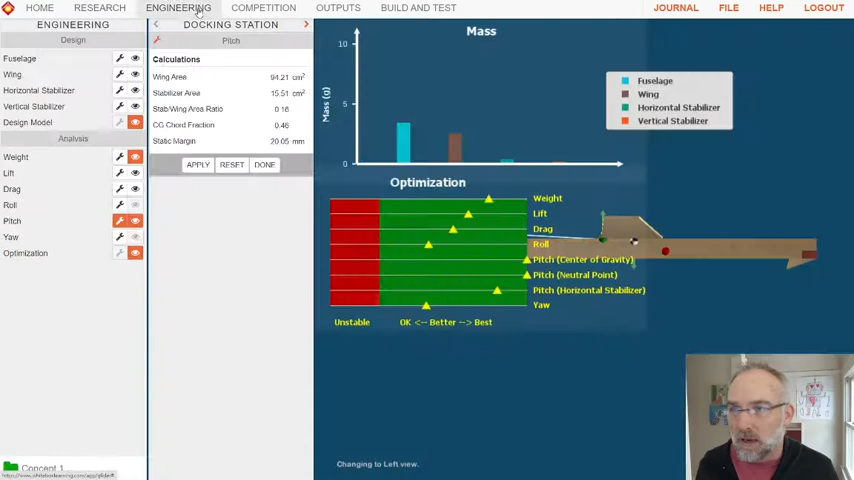 HOME RESEARCH ENGINEERING COMPETITION OUTPUTS BUILD AND TEST JOURNAL FILE HELP LOGOUT
ENGINEERING
Design
Fuselage
Wing
Horizontal Stabilizer
Vertical Stabilizer
Design Model
Analysis
Weight
Lift
Drag
Roll
Pitch
Yaw
Optimization
Concept 1
DOCKING STATION
Pitch
Calculations
Wing Area 94.21 cm²
Stabilizer Area 15.51 cm²
Stab/Wing Area Ratio 0.16
CG Chord Fraction 0.46
Static Margin 20.05 mm
APPLY RESET DONE
Mass
Mass (g)
10
5
0
Fuselage
Wing
Horizontal Stabilizer
Vertical Stabilizer
Optimization
Weight
Lift
Drag
Roll
Pitch (Center of Gravity)
Pitch (Neutral Point)
Pitch (Horizontal Stabilizer)
Yaw
Unstable OK <-- Better --> Best
Changing to Left view.